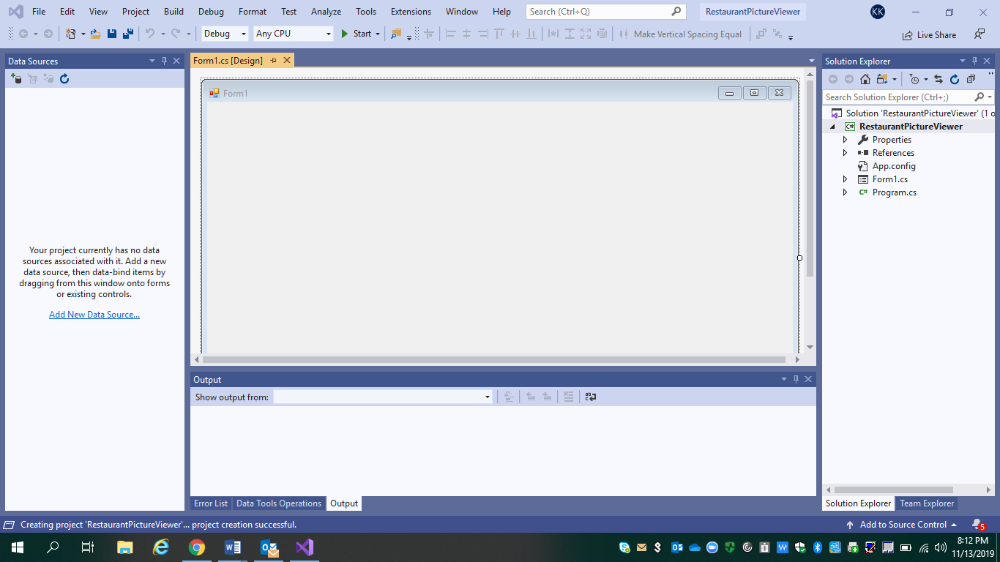 File Edit View Project Build Debug Format Test Analyze Tools Extensions Window Help Search (Ctrl+Q) RestaurantPictureViewer KK
Debug Any CPU Start Make Vertical Spacing Equal Live Share
Data Sources
Form1.cs [Design]
Solution Explorer
Form1
Search Solution Explorer (Ctrl+;)
Solution 'RestaurantPictureViewer' (1 o
C# RestaurantPictureViewer
Properties
References
App.config
Form1.cs
C# Program.cs
Your project currently has no data
sources associated with it. Add a new
data source, then data-bind items by
dragging from this window onto forms
or existing controls.
Add New Data Source...
Output
Show output from:
Error List Data Tools Operations Output
Solution Explorer Team Explorer
Creating project 'RestaurantPictureViewer'... project creation successful.
Add to Source Control 5
8:12 PM
11/13/2019